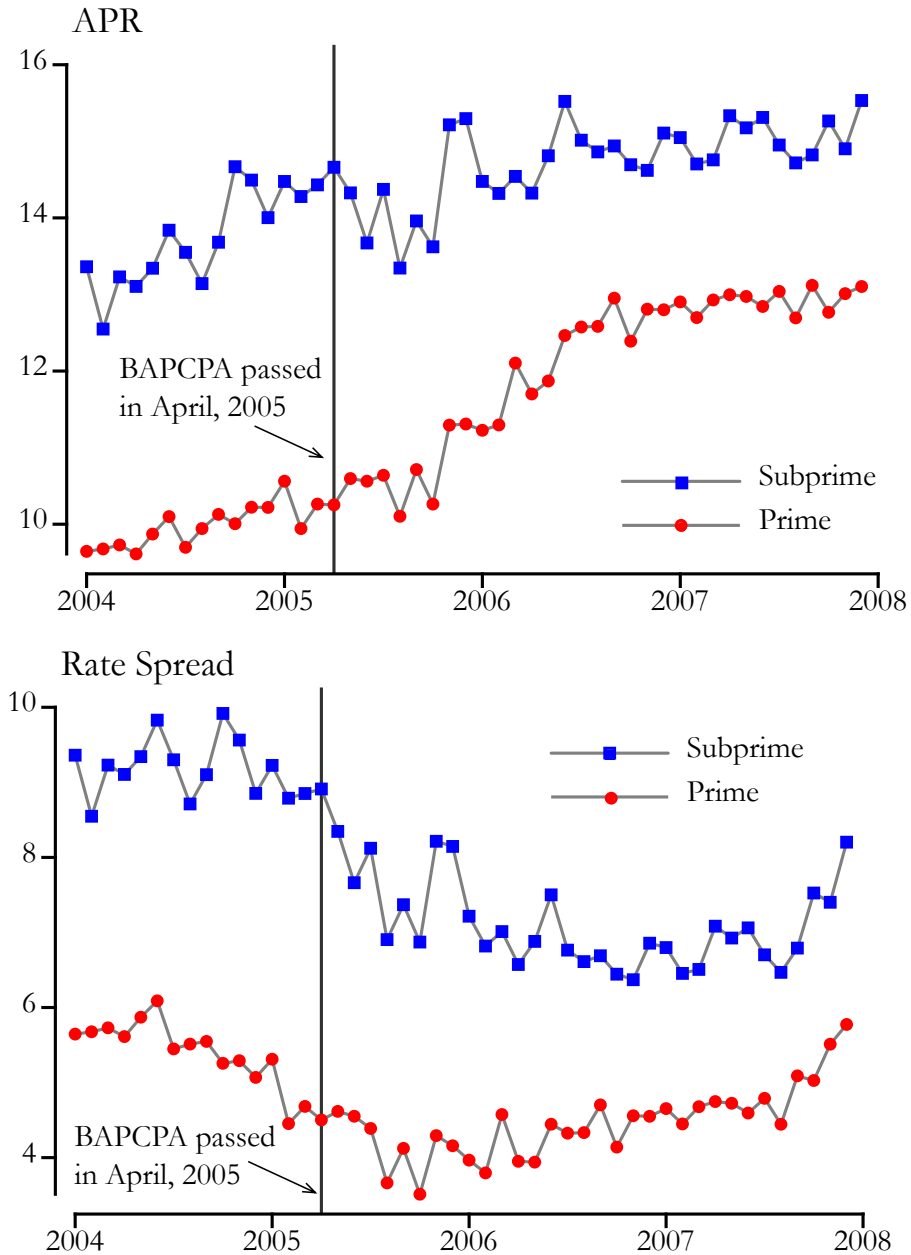 APR
16
14
12
10
BAPCPA passed
in April, 2005
Subprime
Prime
2004 2005 2006 2007 2008
Rate Spread
10
8
6
4
Subprime
Prime
BAPCPA passed
in April, 2005
2004 2005 2006 2007 2008